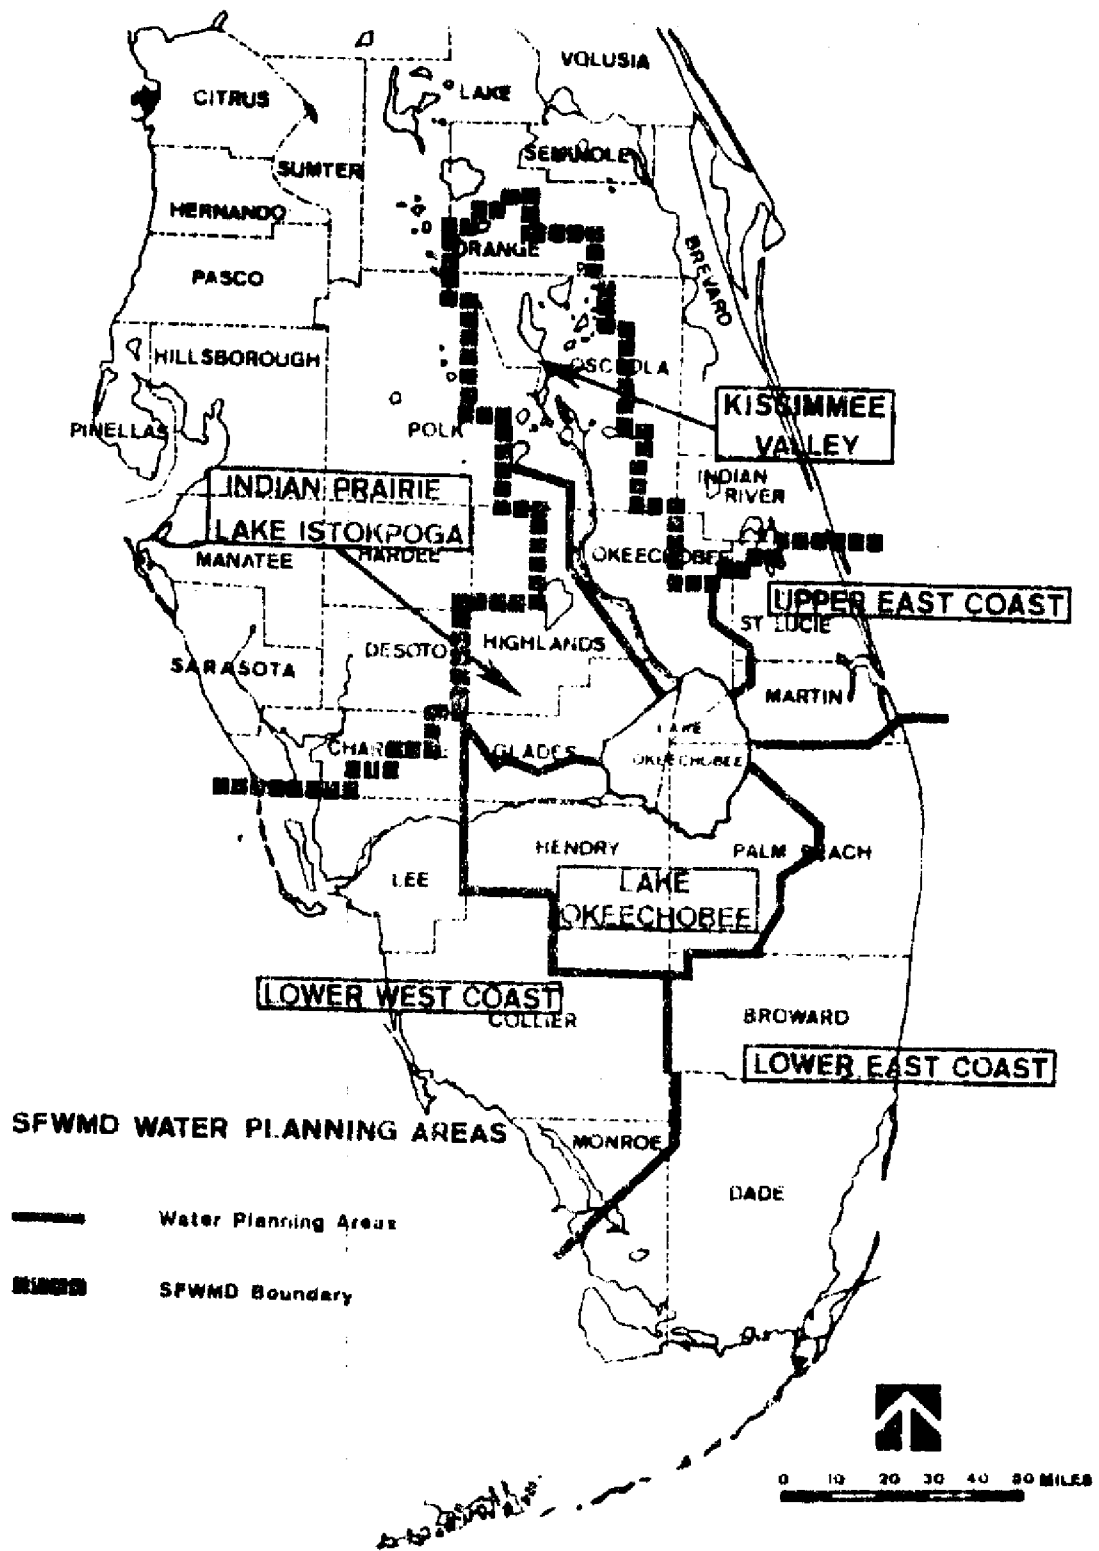 VOLUSIA
CITRUS
LAKE
SEMINOLE
SUMTER
HERNANDO
ORANGE
PASCO
BREVARD
HILLSBOROUGH
OSCEOLA
KISSIMMEE
VALLEY
PINELLAS
POLK
INDIAN
RIVER
INDIAN PRAIRIE
LAKE ISTOKPOGA
MANATEE
HARDEE
OKEECHOBEE
UPPER EAST COAST
ST LUCIE
DESOTO
HIGHLANDS
SARASOTA
MARTIN
LAKE
OKEECHOBEE
GLADES
HENDRY
PALM BEACH
LEE
LAKE
OKEECHOBEE
LOWER WEST COAST
COLLIER
BROWARD
LOWER EAST COAST
SFWMD WATER PLANNING AREAS
MONROE
DADE
Water Planning Areas
SFWMD Boundary
0 10 20 30 40 50 MILES